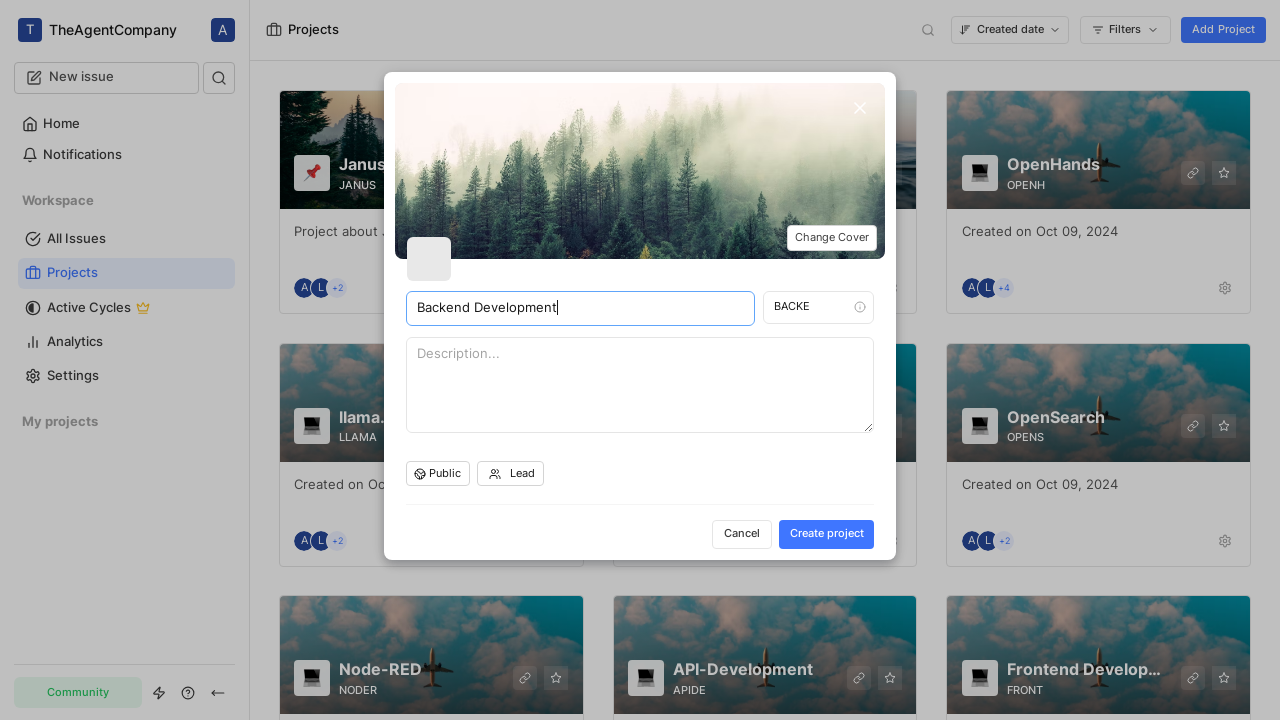 T
TheAgentCompany
A
New issue
Home
Notifications
Workspace
All Issues
Projects
Active Cycles
Analytics
Settings
My projects
Community
Projects
Created date
Filters
Add Project
Janus
JANUS
Project about
A L +2
OpenHands
OPENH
Created on Oct 09, 2024
A L +4
Change Cover
Backend Development
BACKE
Description...
Public
Lead
Cancel
Create project
llama.
LLAMA
Created on Oc
A L +2
OpenSearch
OPENS
Created on Oct 09, 2024
A L +4
Node-RED
NODER
API-Development
APIDE
Frontend Develop...
FRONT